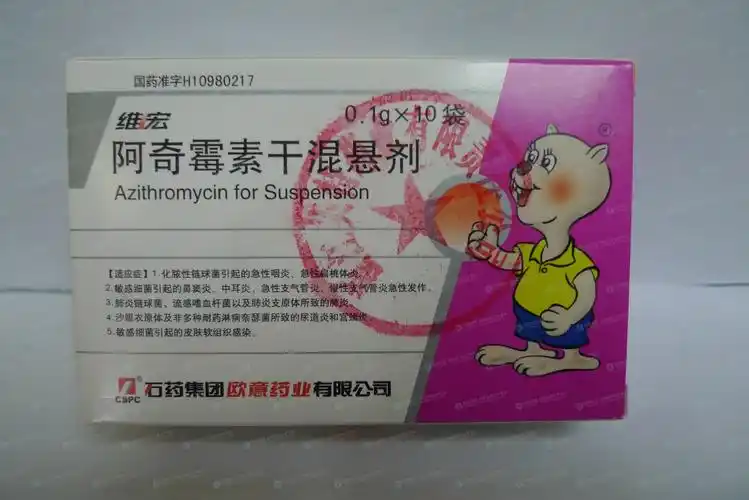 国药准字H10980217
维宏
0.1g×10袋
阿奇霉素干混悬剂
Azithromycin for Suspension
【适应症】1.化脓性链球菌引起的急性咽炎、急性扁桃体炎。
2.敏感细菌引起的鼻窦炎、中耳炎、急性支气管炎、慢性支气管炎急性发作。
3.肺炎链球菌、流感嗜血杆菌以及肺炎支原体所致的肺炎。
4.沙眼衣原体及非多种耐药淋病奈瑟菌所致的尿道炎和宫颈炎。
5.敏感细菌引起的皮肤软组织感染。
CSPC 石药集团欧意药业有限公司
®
有限责